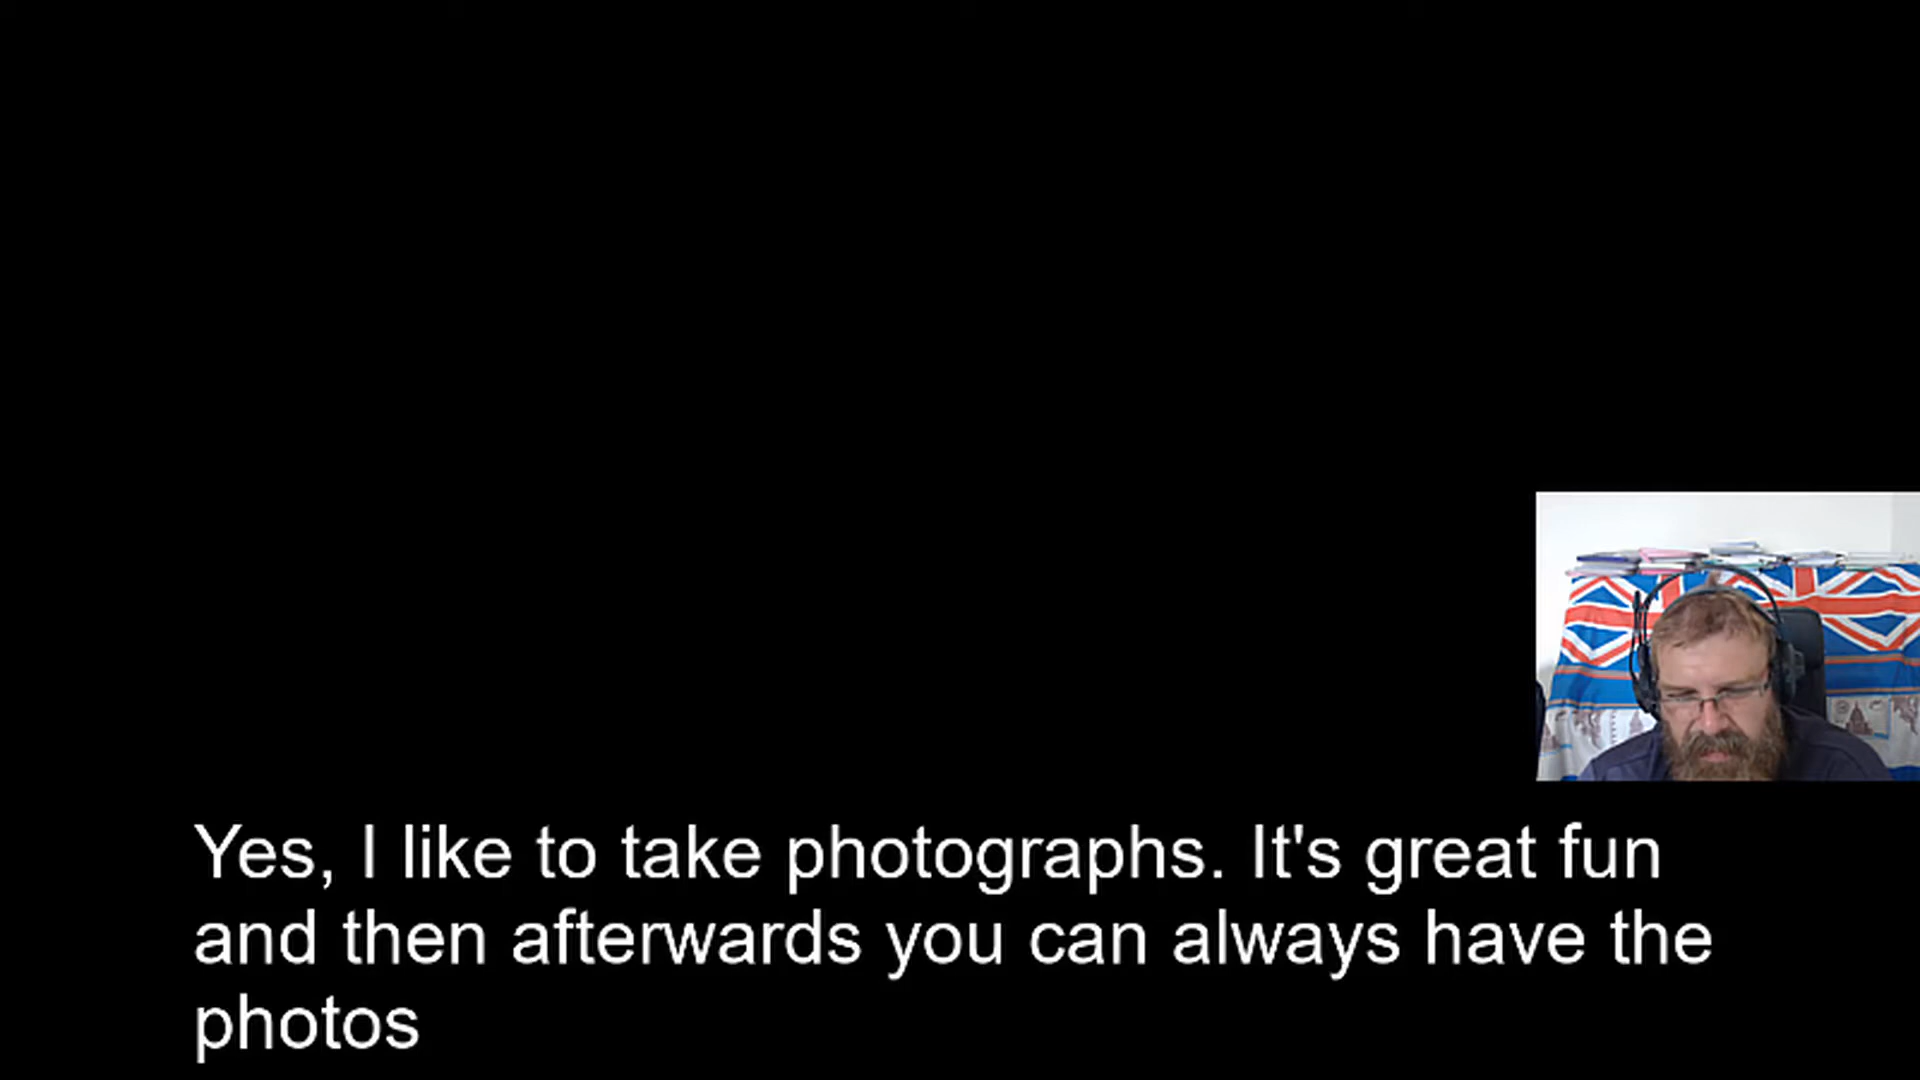 Yes, I like to take photographs. It's great fun
and then afterwards you can always have the
photos